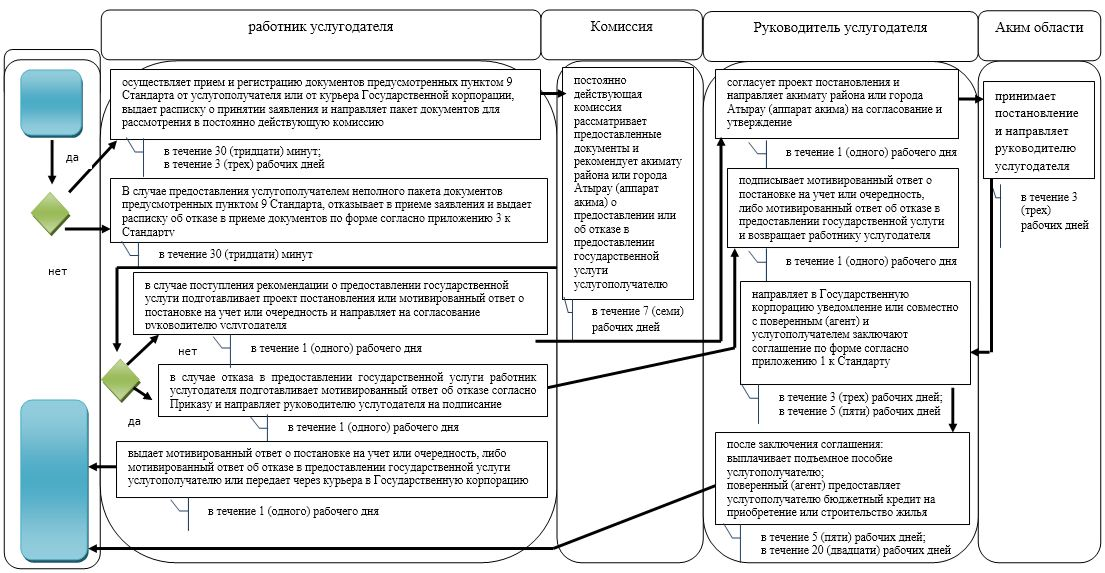 работник услугодателя
Комиссия
Руководитель услугодателя
Аким области
да
нет
осуществляет прием и регистрацию документов предусмотренных пунктом 9
Стандарта от услугополучателя или от курьера Государственной корпорации,
выдает расписку о принятии заявления и направляет пакет документов для
рассмотрения в постоянно действующую комиссию
в течение 30 (тридцати) минут;
в течение 3 (трех) рабочих дней
В случае предоставления услугополучателем неполного пакета документов
предусмотренных пунктом 9 Стандарта, отказывает в приеме заявления и выдает
расписку об отказе в приеме документов по форме согласно приложению 3 к
Стандарту
в течение 30 (тридцати) минут
в случае поступления рекомендации о предоставлении государственной
услуги подготавливает проект постановления или мотивированный ответ о
постановке на учет или очередность и направляет на согласование
руководителю услугодателя
нет
в течение 1 (одного) рабочего дня
в случае отказа в предоставлении государственной услуги работник
услугодателя подготавливает мотивированный ответ об отказе согласно
Приказу и направляет руководителю услугодателя на подписание
да
в течение 1 (одного) рабочего дня
выдает мотивированный ответ о постановке на учет или очередность, либо
мотивированный ответ об отказе в предоставлении государственной услуги
услугополучателю или передает через курьера в Государственную корпорацию
в течение 1 (одного) рабочего дня
постоянно
действующая
комиссия
рассматривает
предоставленные
документы и
рекомендует акимату
района или города
Атырау (аппарат
акима) о
предоставлении или
об отказе в
предоставлении
государственной
услуги
услугополучателю
в течение 7 (семи)
рабочих дней
согласует проект постановления и
направляет акимату района или города
Атырау (аппарат акима) на согласование и
утверждение
в течение 1 (одного) рабочего дня
подписывает мотивированный ответ о
постановке на учет или очередность,
либо мотивированный ответ об отказе в
предоставлении государственной услуги
и возвращает работнику услугодателя
в течение 1 (одного) рабочего дня
направляет в Государственную
корпорацию уведомление или совместно
с поверенным (агент) и
услугополучателем заключают
соглашение по форме согласно
приложению 1 к Стандарту
в течение 3 (трех) рабочих дней;
в течение 5 (пяти) рабочих дней
после заключения соглашения:
выплачивает подъемное пособие
услугополучателю;
поверенный (агент) предоставляет
услугополучателю бюджетный кредит на
приобретение или строительство жилья
в течение 5 (пяти) рабочих дней;
в течение 20 (двадцати) рабочих дней
принимает
постановление
и направляет
руководителю
услугодателя
в течение 3
(трех)
рабочих дней